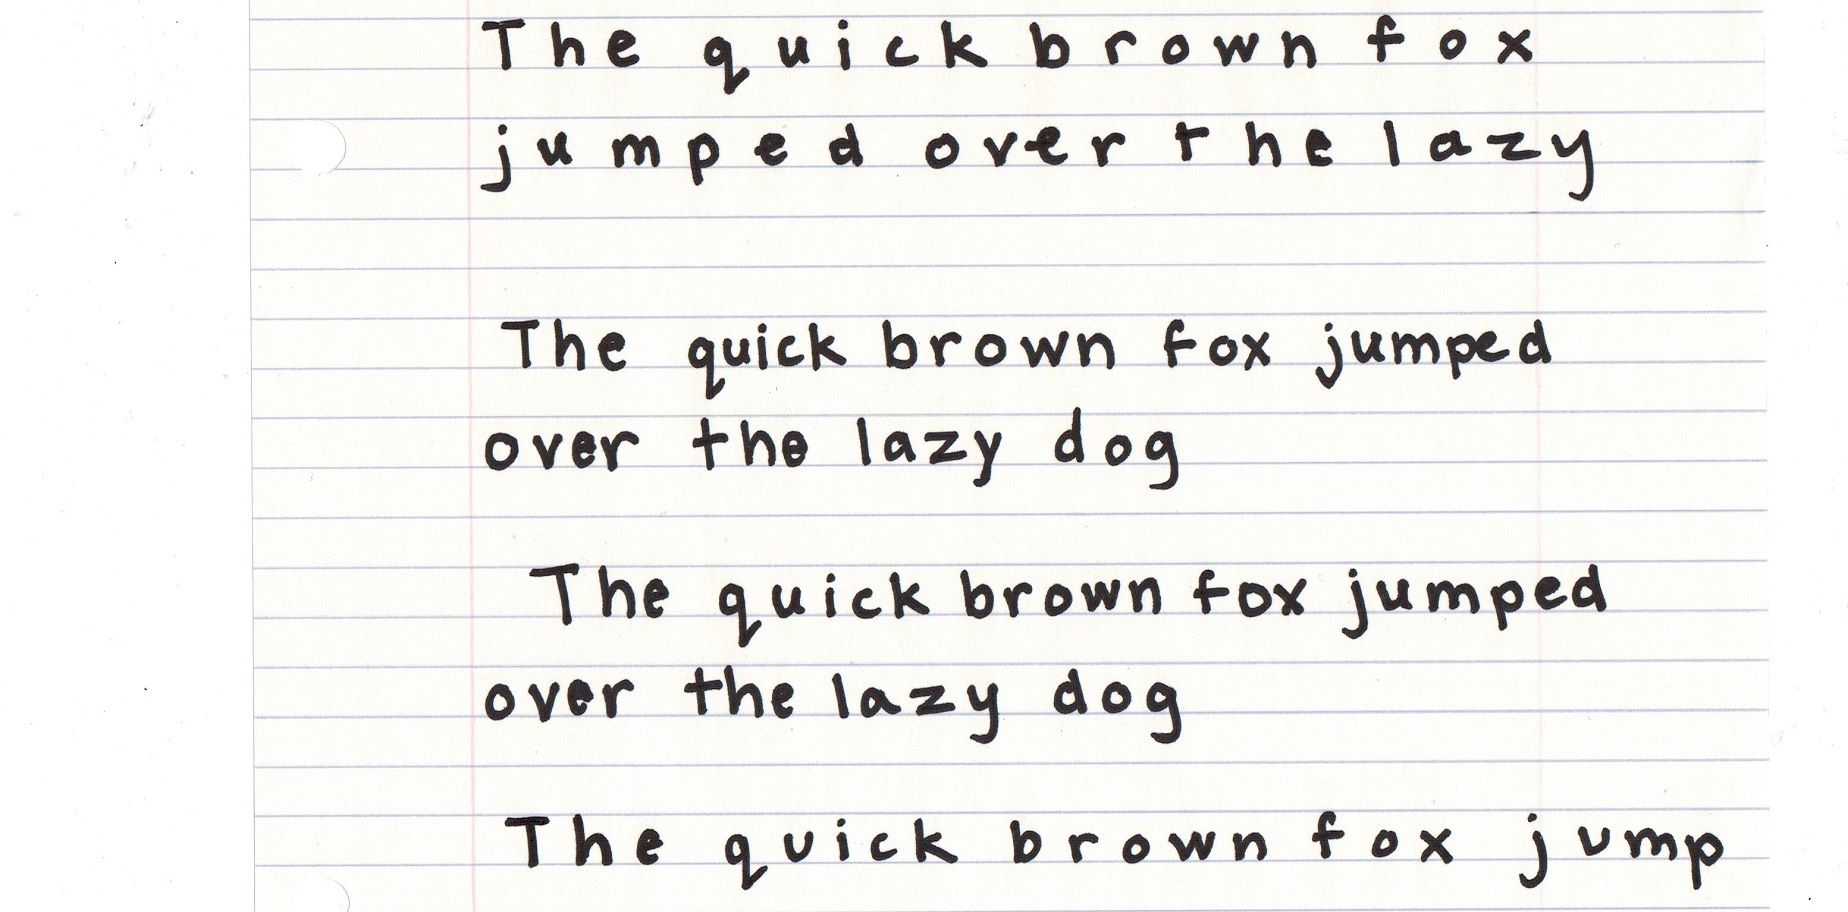 The quick brown fox
jumped over the lazy
The quick brown fox jumped
over the lazy dog
The quick brown fox jumped
over the lazy dog
The quick brown fox jump